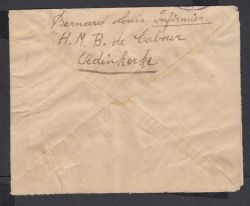 Bernard Louis Infirmier
H. M. B. de Cabour
Adinkerke